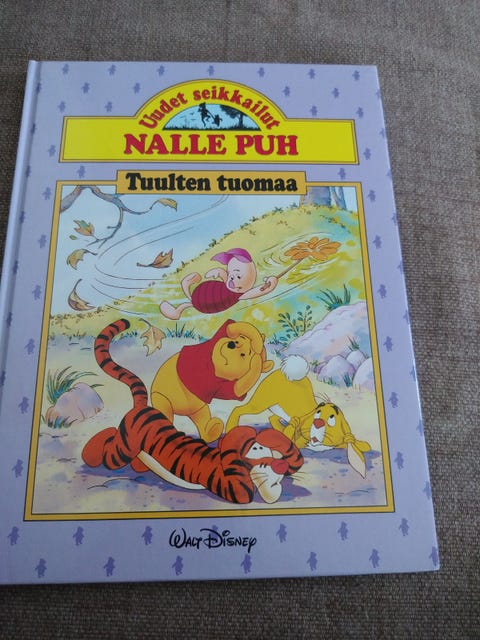 Uudet seikkailut
NALLE PUH
Tuulten tuomaa
WALT DISNEY